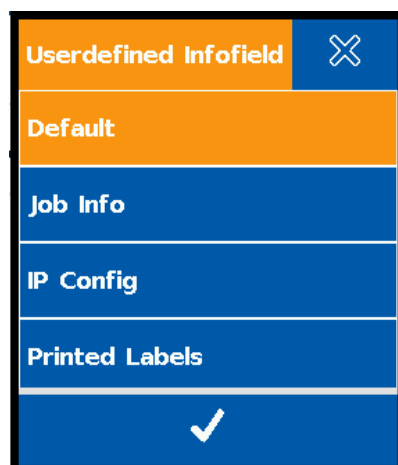 Userdefined Infofield
Default
Job Info
IP Config
Printed Labels